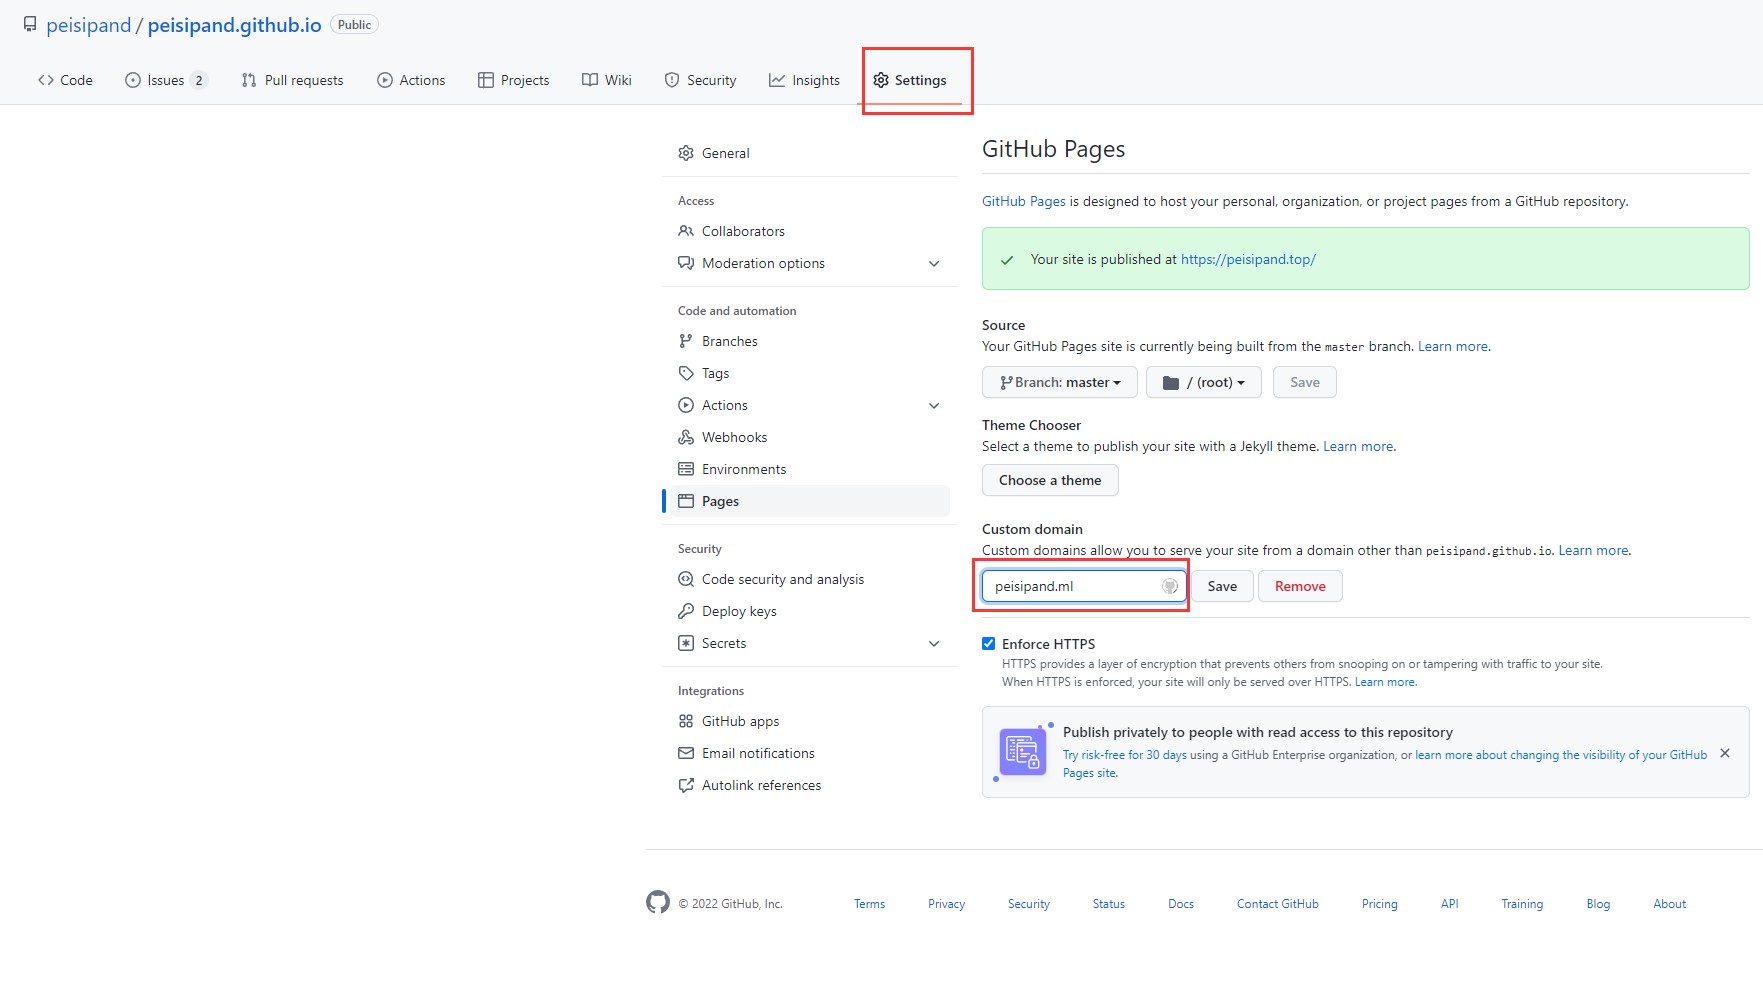 peisipand / peisipand.github.io Public
Code Issues 2 Pull requests Actions Projects Wiki Security Insights Settings
General
Access
Collaborators
Moderation options
Code and automation
Branches
Tags
Actions
Webhooks
Environments
Pages
Security
Code security and analysis
Deploy keys
Secrets
Integrations
GitHub apps
Email notifications
Autolink references
GitHub Pages
GitHub Pages is designed to host your personal, organization, or project pages from a GitHub repository.
Your site is published at https://peisipand.top/
Source
Your GitHub Pages site is currently being built from the master branch. Learn more.
Branch: master / (root) Save
Theme Chooser
Select a theme to publish your site with a Jekyll theme. Learn more.
Choose a theme
Custom domain
Custom domains allow you to serve your site from a domain other than peisipand.github.io. Learn more.
peisipand.ml Save Remove
Enforce HTTPS
HTTPS provides a layer of encryption that prevents others from snooping on or tampering with traffic to your site.
When HTTPS is enforced, your site will only be served over HTTPS. Learn more.
Publish privately to people with read access to this repository
Try risk-free for 30 days using a GitHub Enterprise organization, or learn more about changing the visibility of your GitHub
Pages site.
© 2022 GitHub, Inc. Terms Privacy Security Status Docs Contact GitHub Pricing API Training Blog About